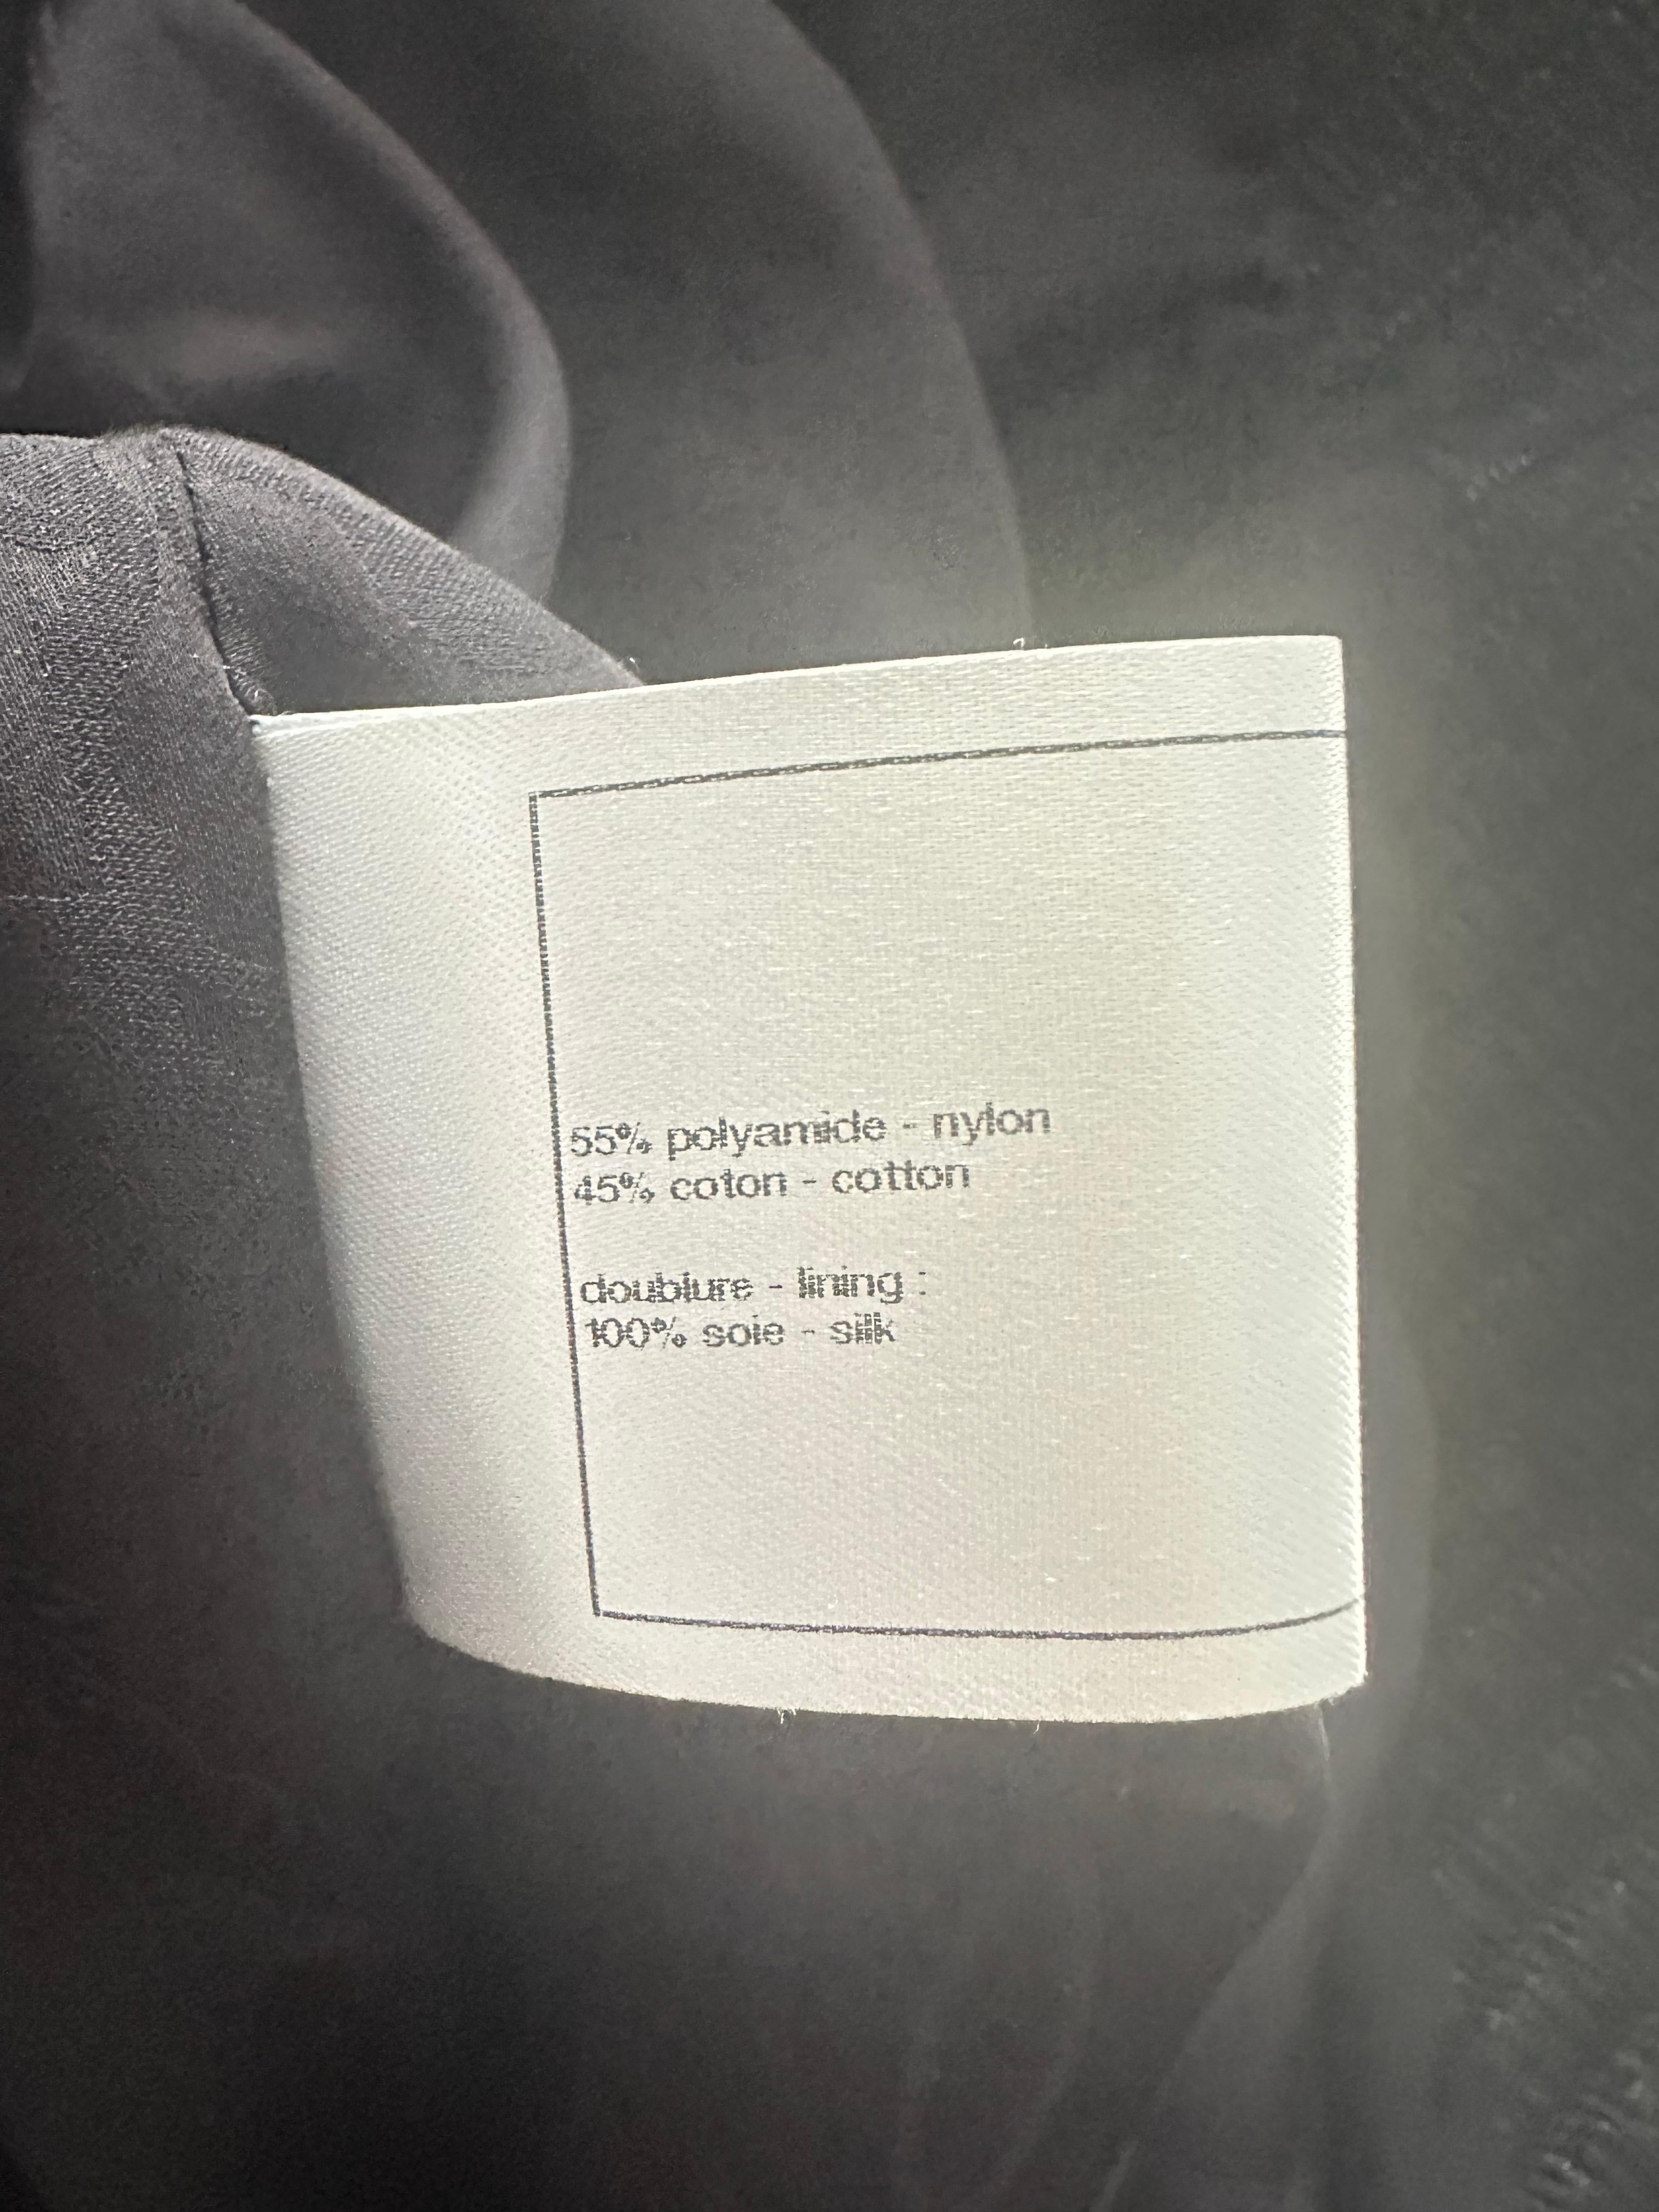 55% polyamide - nylon
45% coton - cotton
doublure - lining :
100% soie - silk